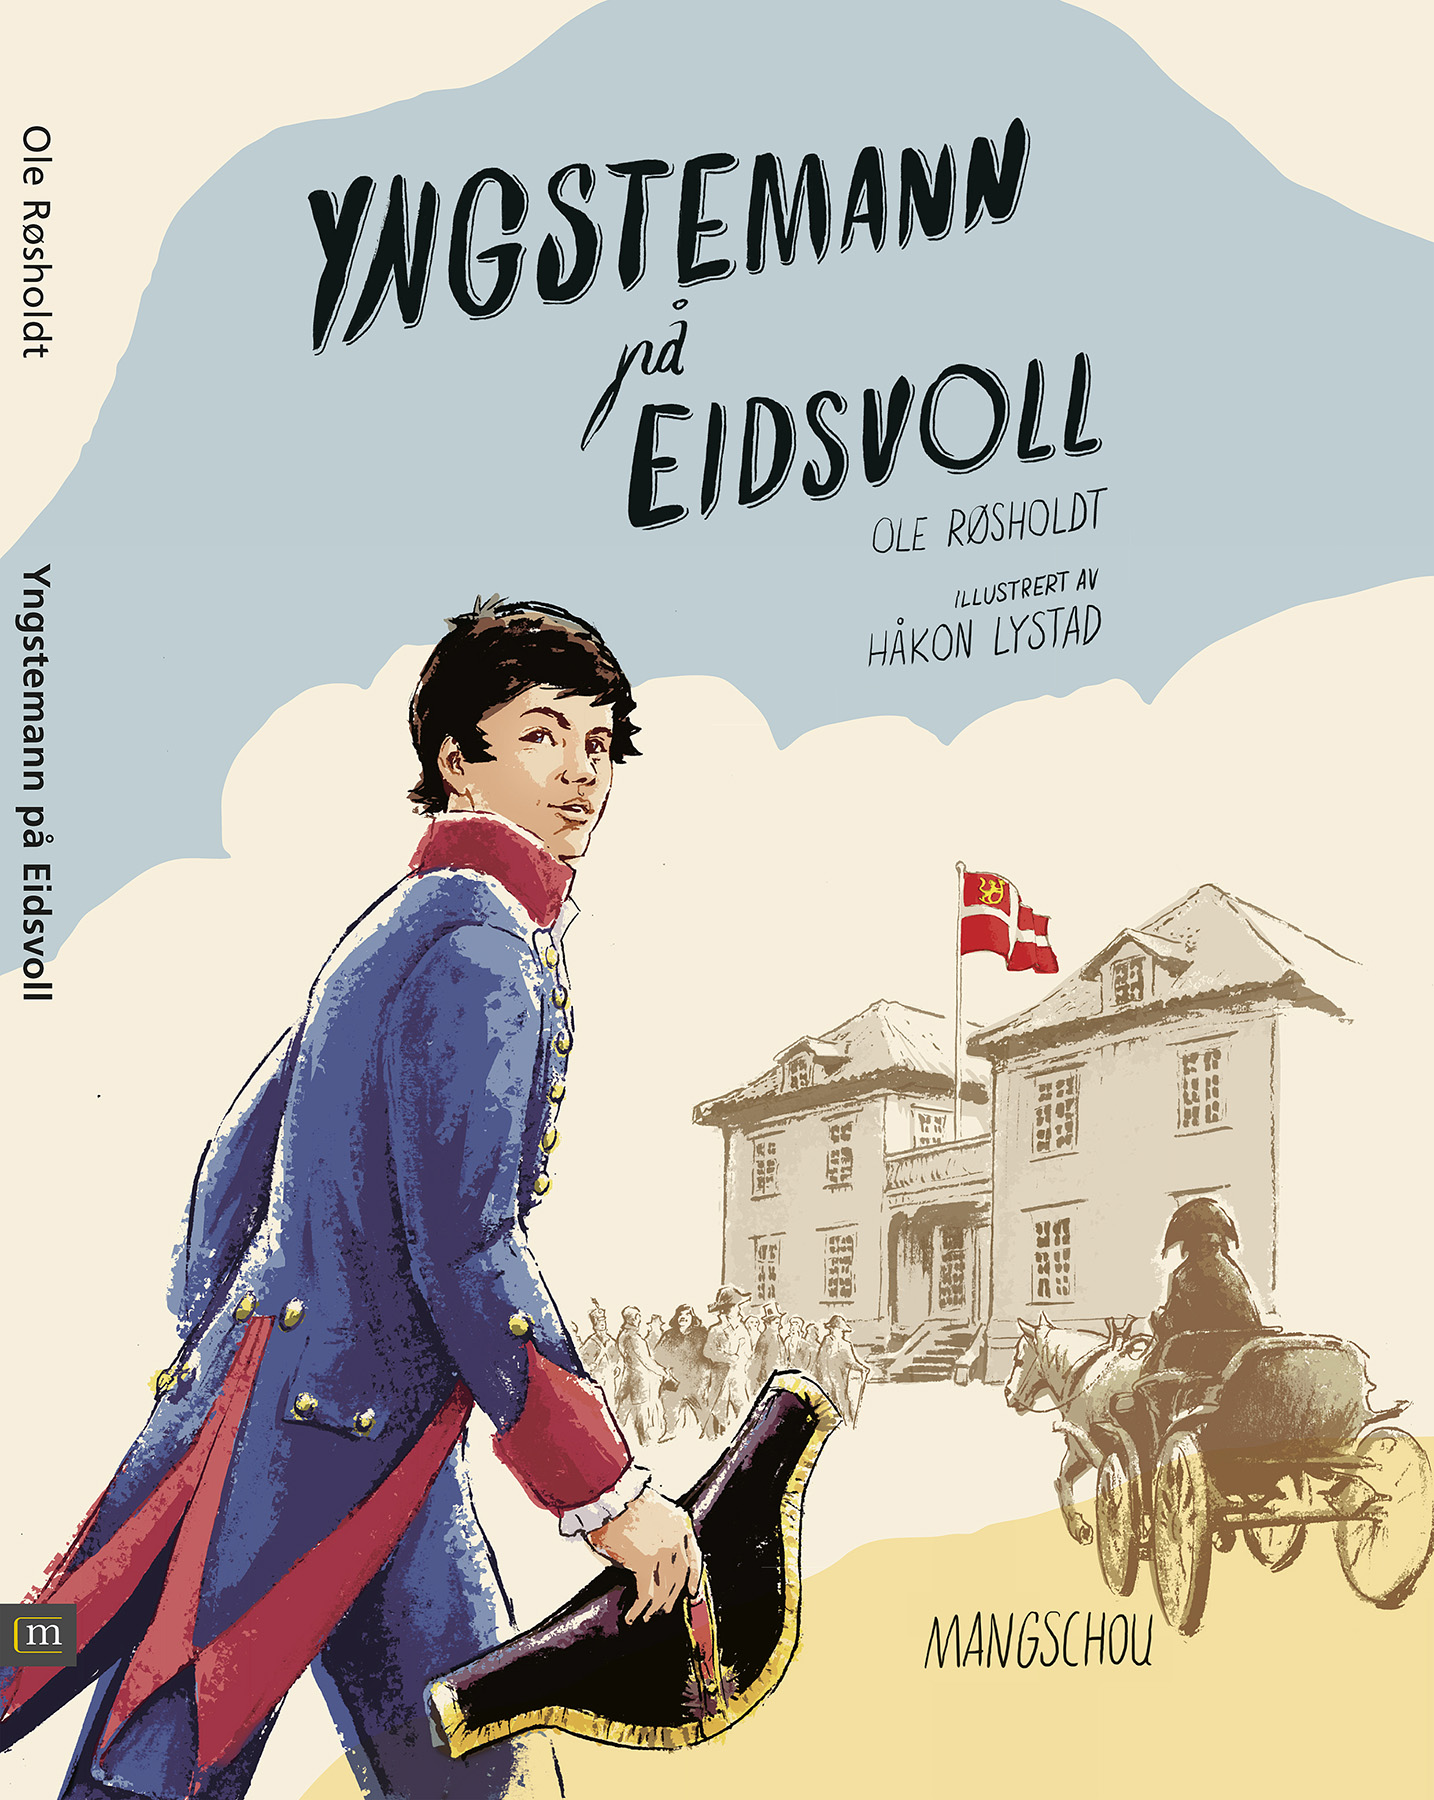 YNGSTEMANN
på
EIDSVOLL
OLE RØSHOLDT
ILLUSTRERT AV
HÅKON LYSTAD
MANGSCHOU
Ole Røsholdt
Yngstemann på Eidsvoll
m